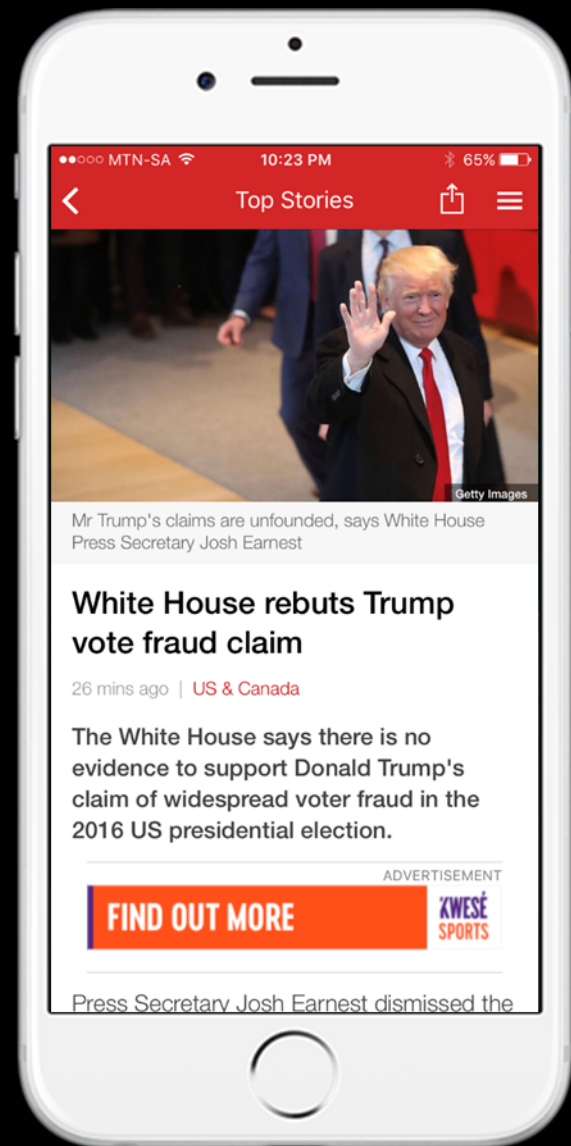 MTN-SA 10:23 PM 65%
Top Stories
Getty Images
Mr Trump's claims are unfounded, says White House
Press Secretary Josh Earnest
White House rebuts Trump
vote fraud claim
26 mins ago | US & Canada
The White House says there is no
evidence to support Donald Trump's
claim of widespread voter fraud in the
2016 US presidential election.
ADVERTISEMENT
FIND OUT MORE
KWESÉ
SPORTS
Press Secretary Josh Earnest dismissed the